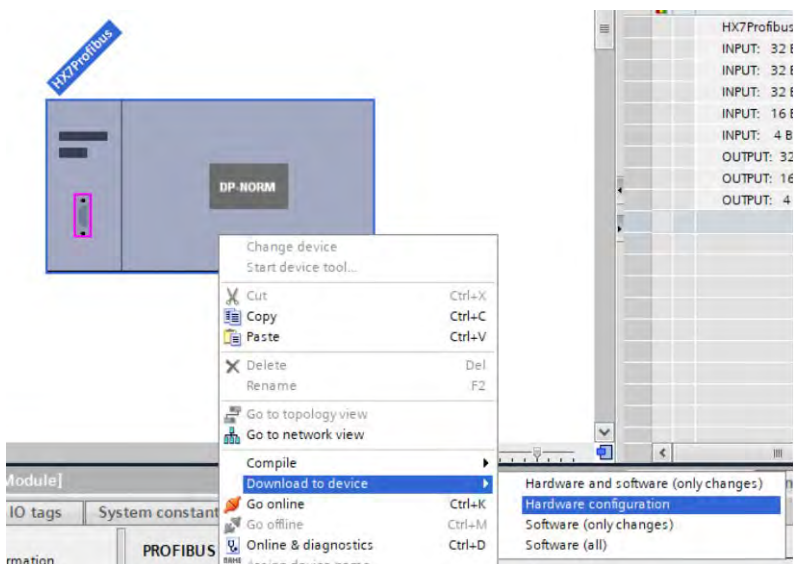 HX7Profibus
HX7Profibus
INPUT: 32
INPUT: 32
INPUT: 32
INPUT: 16
INPUT: 4 B
OUTPUT: 32
OUTPUT: 16
OUTPUT: 4
DP-NORM
Change device
Start device tool...
Cut Ctrl+X
Copy Ctrl+C
Paste Ctrl+V
Delete Del
Rename F2
Go to topology view
Go to network view
Compile
Download to device
Go online Ctrl+K
Go offline Ctrl+M
Online & diagnostics Ctrl+D
Assign device name
Hardware and software (only changes)
Hardware configuration
Software (only changes)
Software (all)
Module]
IO tags System constant
PROFIBUS
rmation